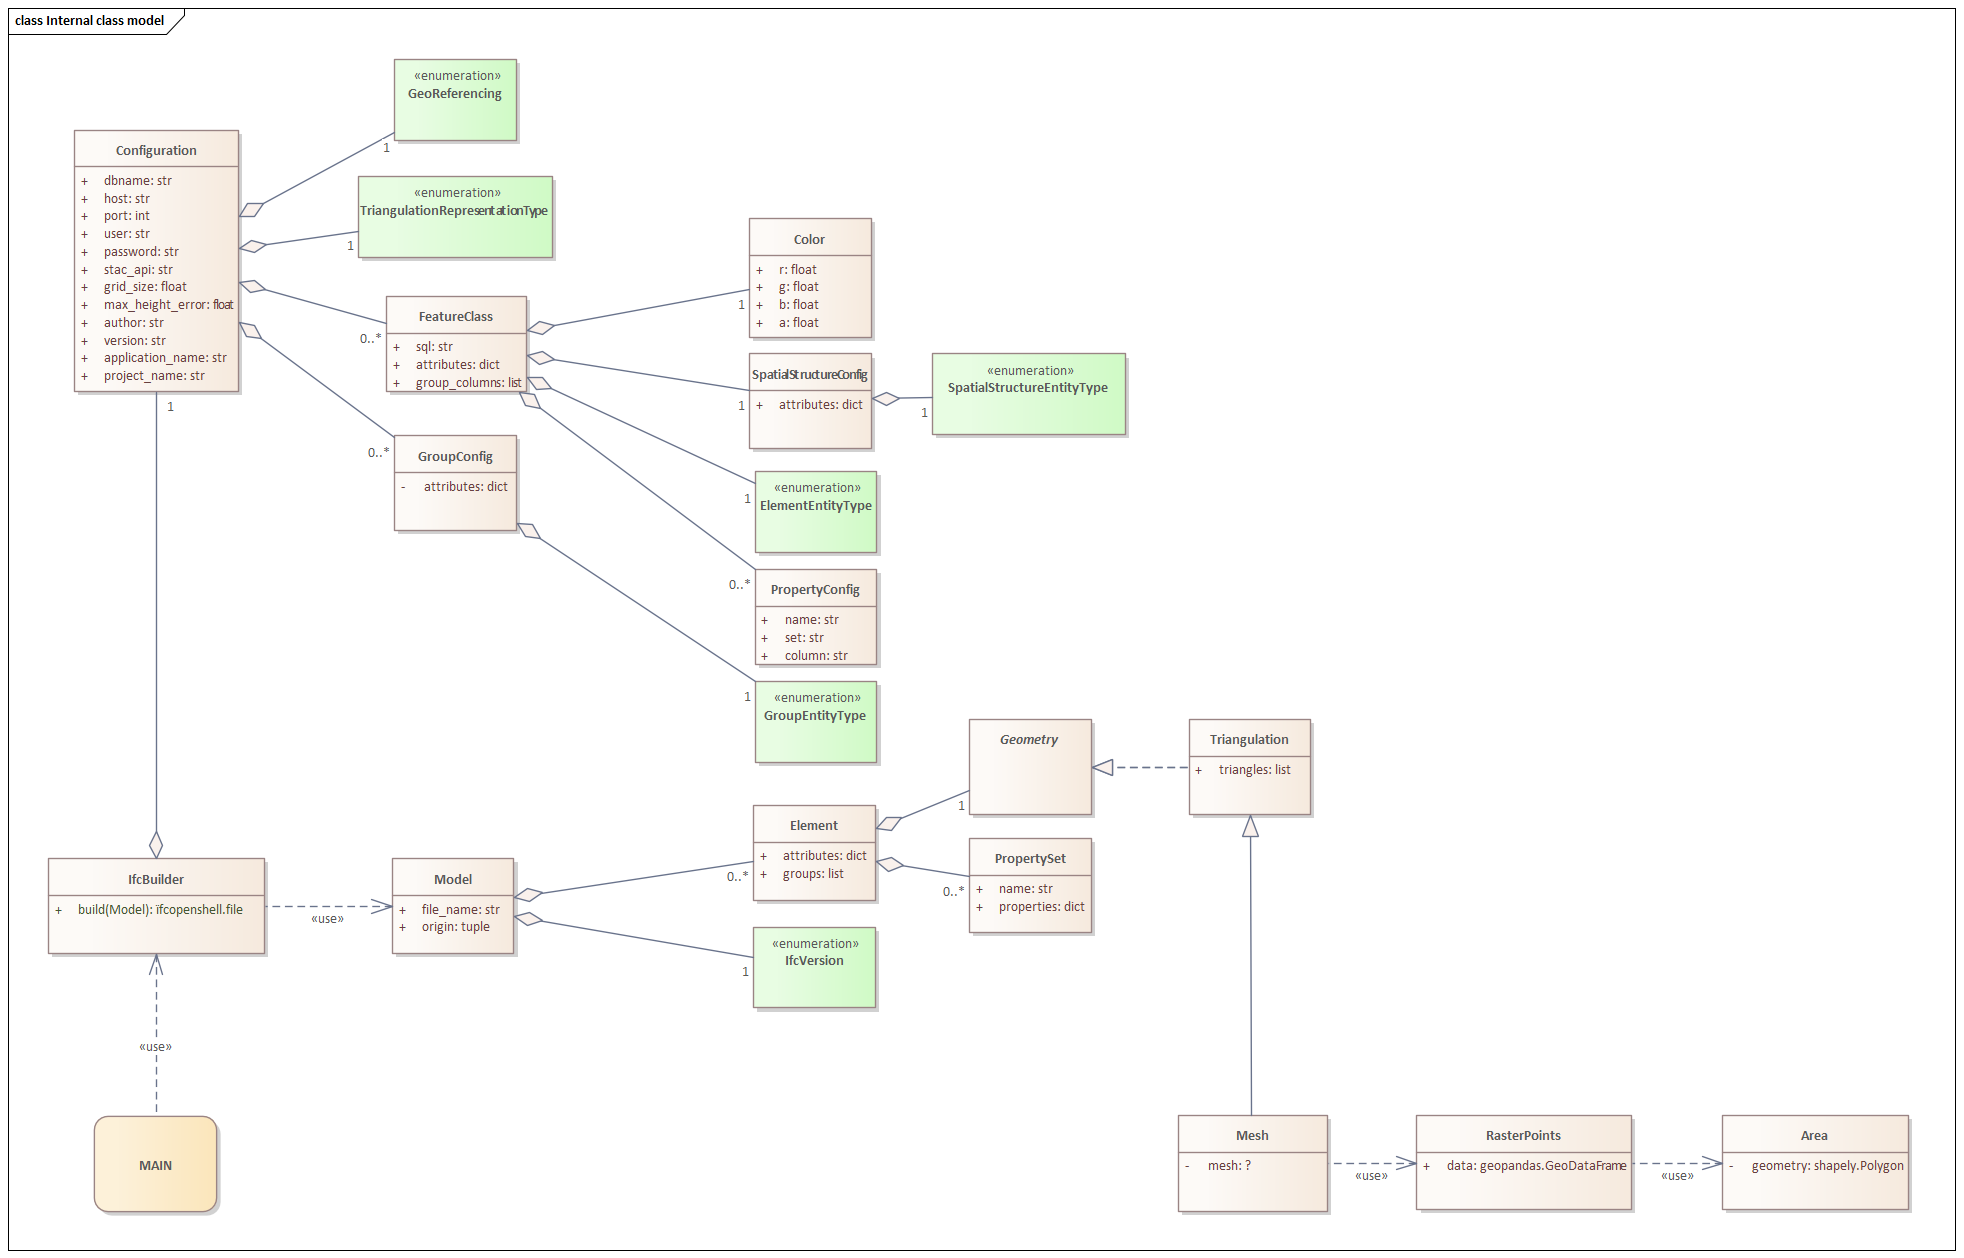 class Internal class model
«enumeration»
GeoReferencing
1
Configuration
+ dbname: str
+ host: str
+ port: int
+ user: str
+ password: str
+ stac_api: str
+ grid_size: float
+ max_height_error: float
+ author: str
+ version: str
+ application_name: str
+ project_name: str
1
«enumeration»
TriangulationRepresentationType
1
FeatureClass
+ sql: str
+ attributes: dict
+ group_columns: list
0..*
Color
+ r: float
+ g: float
+ b: float
+ a: float
1
SpatialStructureConfig
+ attributes: dict
1
«enumeration»
SpatialStructureEntityType
1
GroupConfig
- attributes: dict
0..*
«enumeration»
ElementEntityType
1
PropertyConfig
+ name: str
+ set: str
+ column: str
0..*
«enumeration»
GroupEntityType
1
Geometry
1
Triangulation
+ triangles: list
Element
+ attributes: dict
+ groups: list
0..*
PropertySet
+ name: str
+ properties: dict
0..*
IfcBuilder
+ build(Model): ifcopenshell.file
«use»
Model
+ file_name: str
+ origin: tuple
«enumeration»
IfcVersion
1
«use»
MAIN
Mesh
- mesh: ?
«use»
RasterPoints
+ data: geopandas.GeoDataFrame
«use»
Area
- geometry: shapely.Polygon